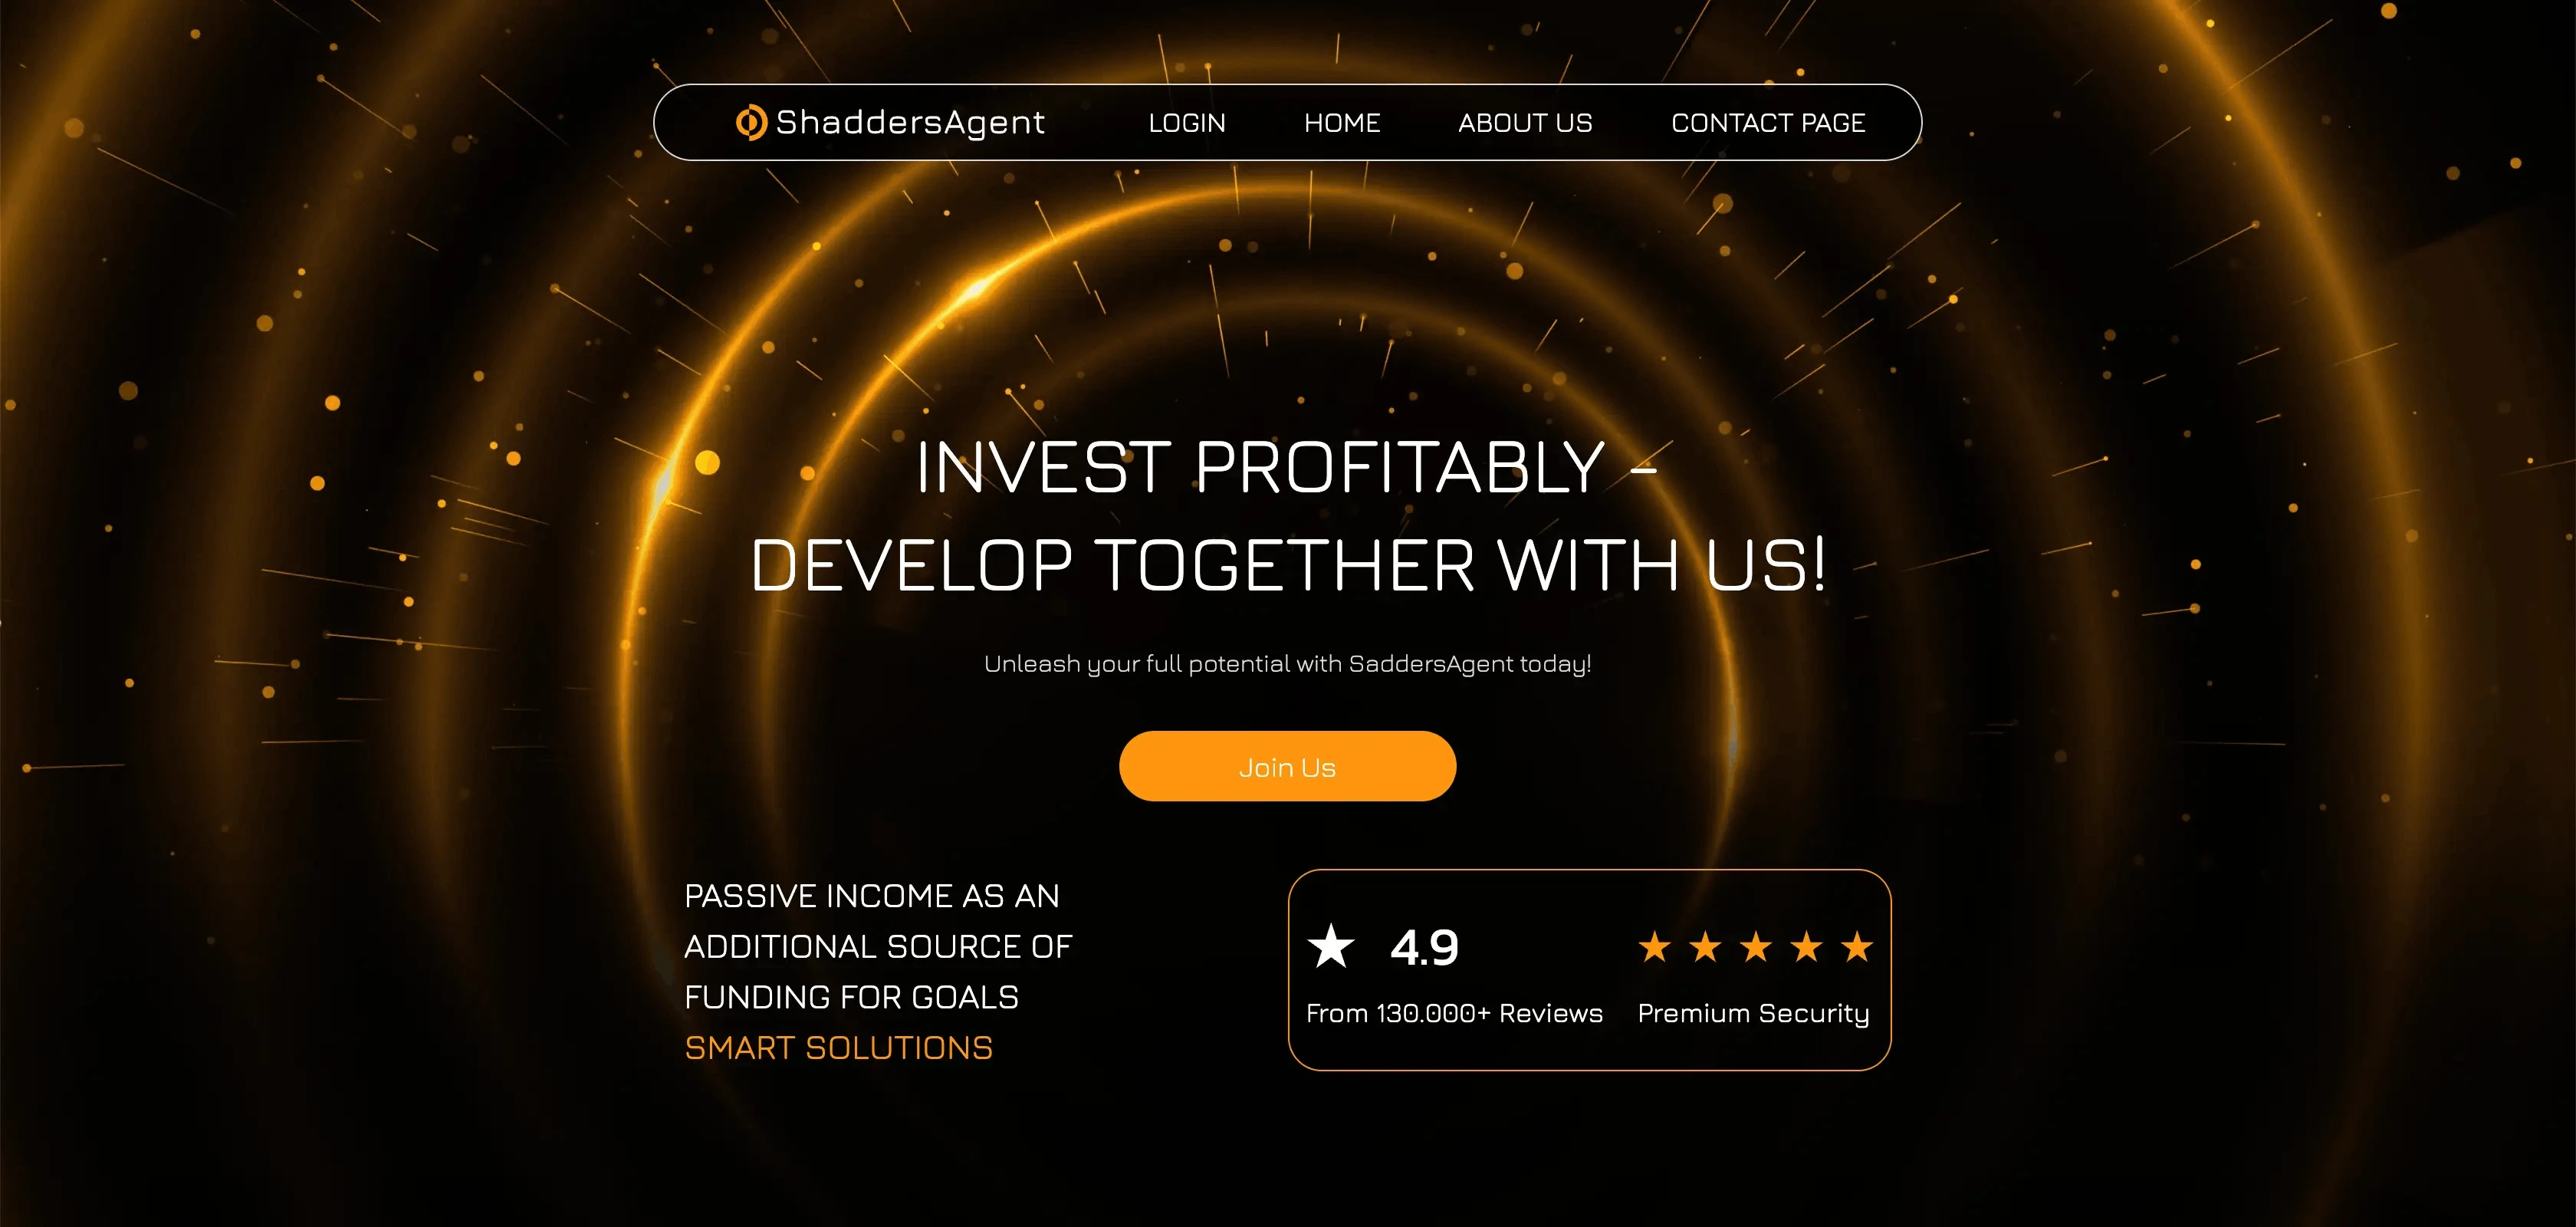 ShaddersAgent LOGIN HOME ABOUT US CONTACT PAGE
INVEST PROFITABLY –
DEVELOP TOGETHER WITH US!
Unleash your full potential with SaddersAgent today!
Join Us
PASSIVE INCOME AS AN
ADDITIONAL SOURCE OF
FUNDING FOR GOALS
SMART SOLUTIONS
4.9
From 130.000+ Reviews
Premium Security